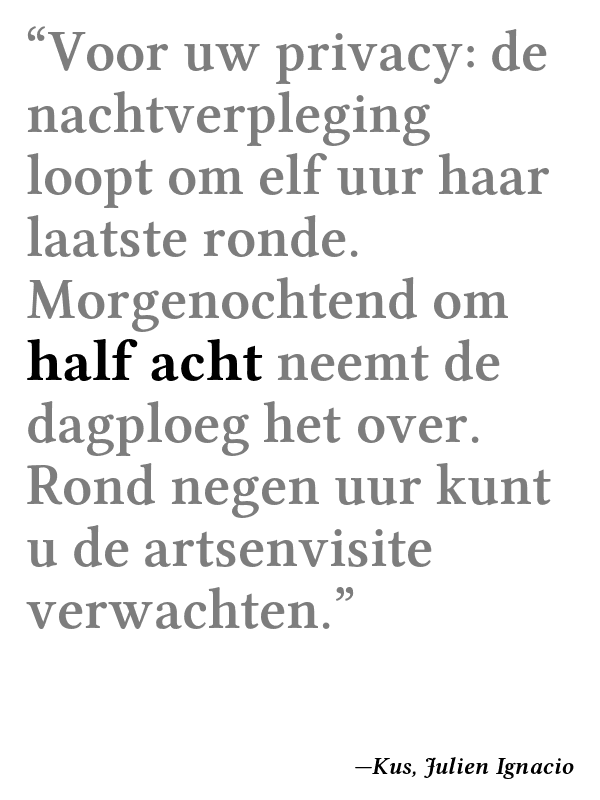 “Voor uw privacy: de
nachtverpleging
loopt om elf uur haar
laatste ronde.
Morgenochtend om
half acht neemt de
dagploeg het over.
Rond negen uur kunt
u de artsenvisite
verwachten.”
—Kus, Julien Ignacio